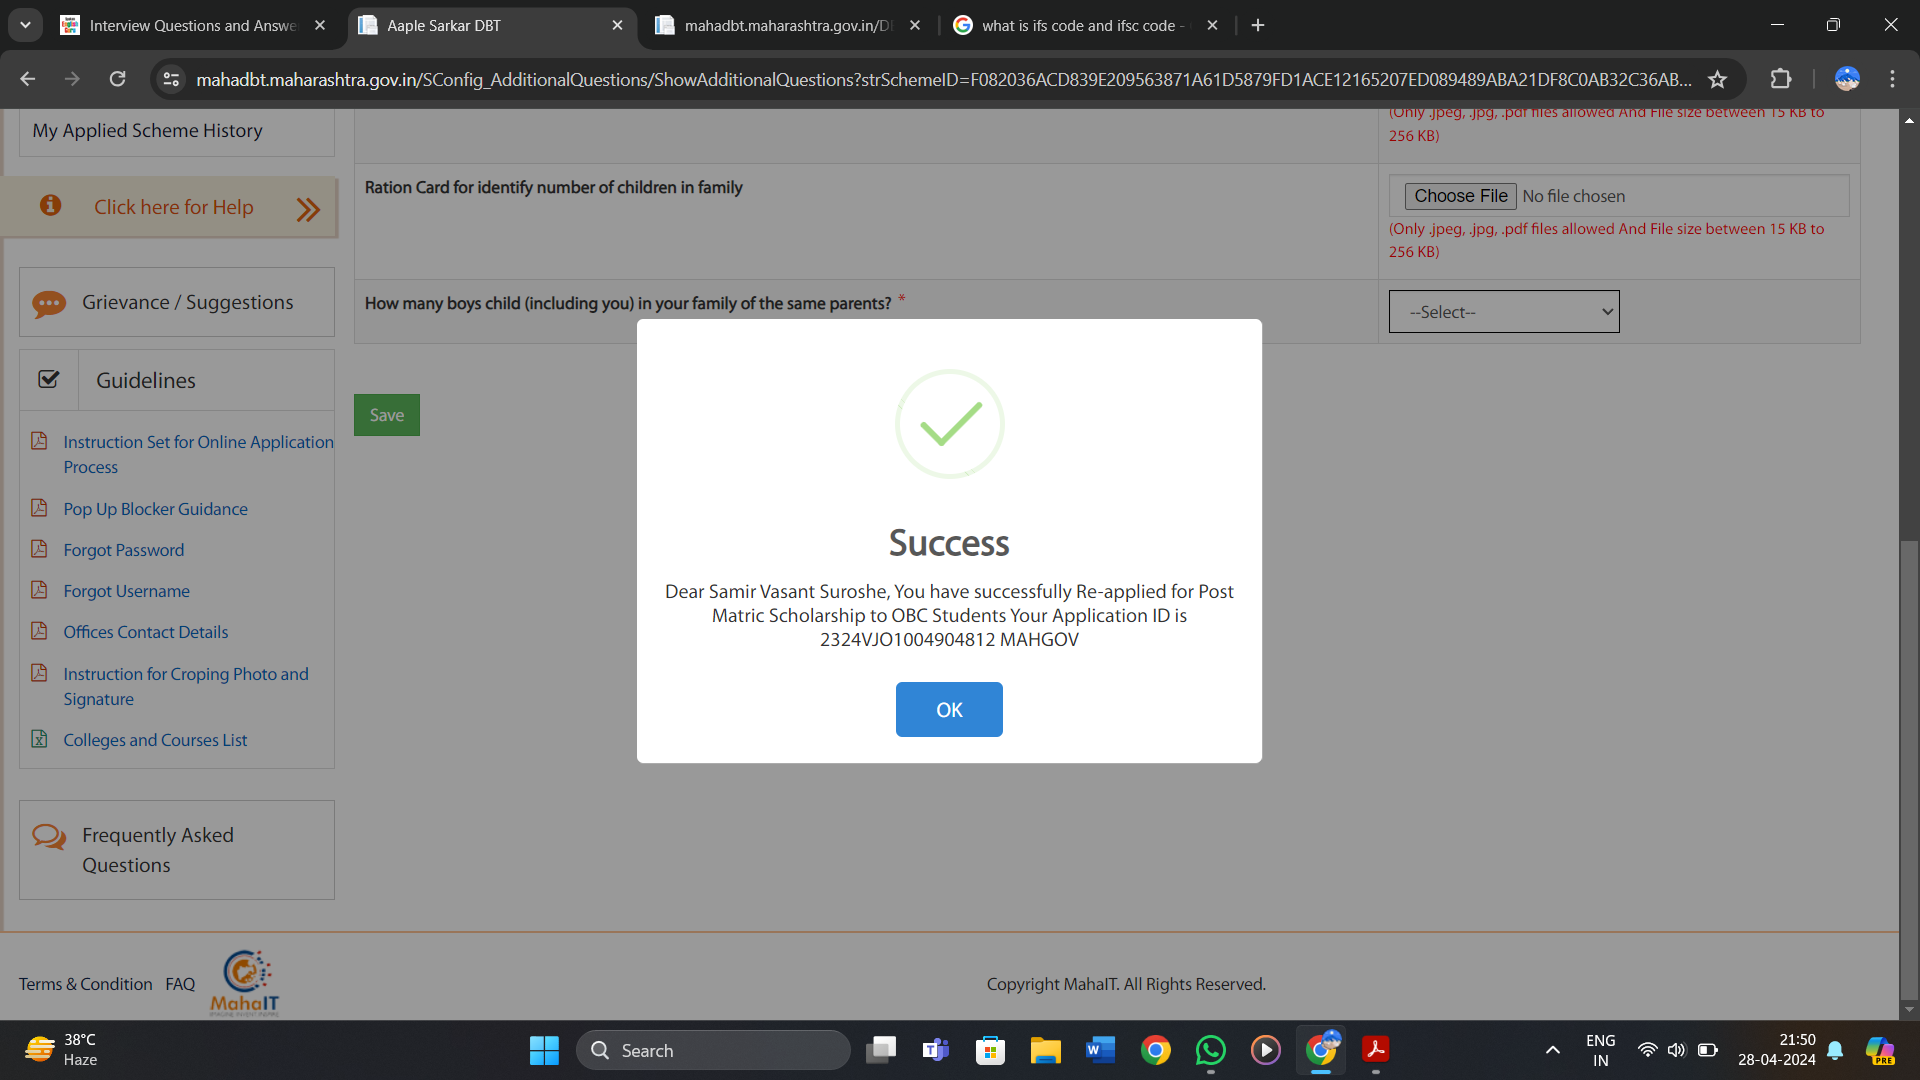 Interview Questions and Answe
Aaple Sarkar DBT
mahadbt.maharashtra.gov.in/D
what is ifs code and ifsc code -
mahadbt.maharashtra.gov.in/SConfig_AdditionalQuestions/ShowAdditionalQuestions?strSchemeID=F082036ACD839E209563871A61D5879FD1ACE12165207ED089489ABA21DF8C0AB32C36AB...
My Applied Scheme History
Click here for Help
Grievance / Suggestions
Guidelines
Instruction Set for Online Application
Process
Pop Up Blocker Guidance
Forgot Password
Forgot Username
Offices Contact Details
Instruction for Croping Photo and
Signature
Colleges and Courses List
Frequently Asked
Questions
(Only .jpeg, .jpg, .pdf files allowed And File size between 15 KB to
256 KB)
Ration Card for identify number of children in family
Choose File No file chosen
(Only .jpeg, .jpg, .pdf files allowed And File size between 15 KB to
256 KB)
How many boys child (including you) in your family of the same parents? *
--Select--
Save
Success
Dear Samir Vasant Suroshe, You have successfully Re-applied for Post
Matric Scholarship to OBC Students Your Application ID is
2324VJO1004904812 MAHGOV
OK
Terms & Condition FAQ
MahaIT
Copyright MahaIT. All Rights Reserved.
38°C
Haze
Search
ENG
IN
21:50
28-04-2024
PRE